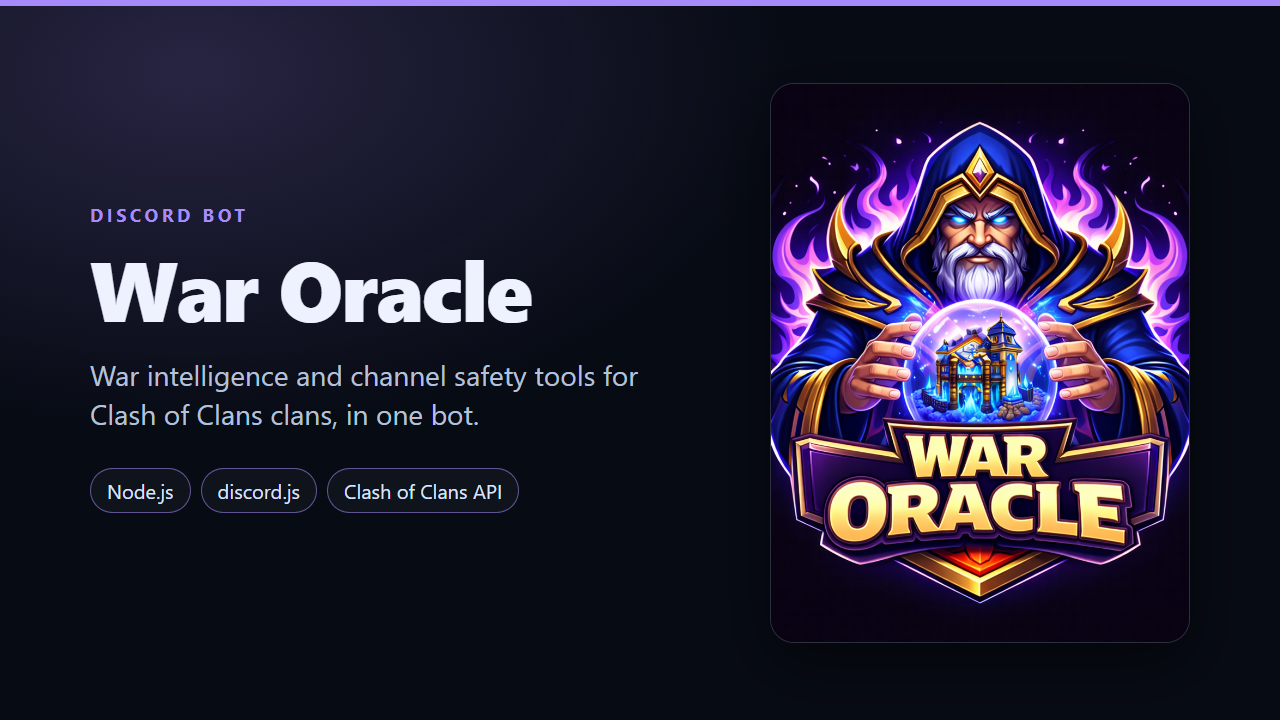 DISCORD BOT
War Oracle
War intelligence and channel safety tools for
Clash of Clans clans, in one bot.
Node.js
discord.js
Clash of Clans API
WAR
ORACLE